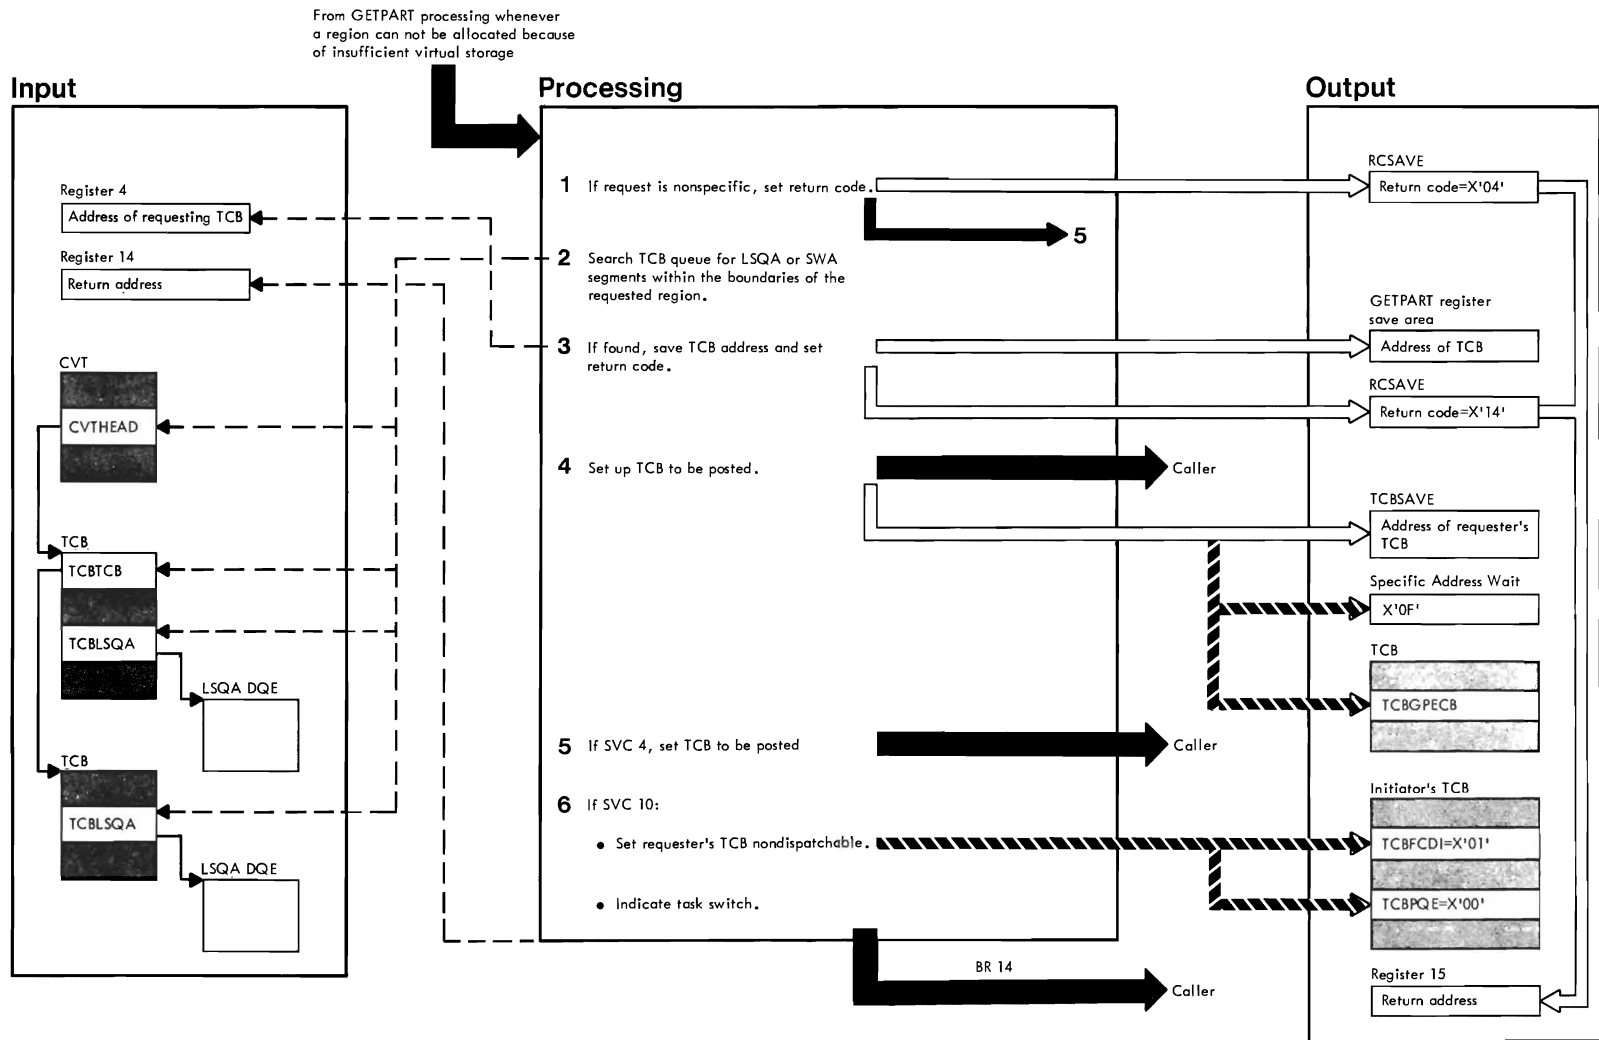 From GETPART processing whenever
a region can not be allocated because
of insufficient virtual storage
Input
Processing
Output
Register 4
Address of requesting TCB
Register 14
Return address
CVT
CVTHEAD
TCB
TCBTCB
TCBLSQA
LSQA DQE
TCB
TCBLSQA
LSQA DQE
1 If request is nonspecific, set return code.
5
2 Search TCB queue for LSQA or SWA
segments within the boundaries of the
requested region.
3 If found, save TCB address and set
return code.
4 Set up TCB to be posted.
Caller
5 If SVC 4, set TCB to be posted
Caller
6 If SVC 10:
• Set requester's TCB nondispatchable.
• Indicate task switch.
BR 14
Caller
RCSAVE
Return code=X'04'
GETPART register
save area
Address of TCB
RCSAVE
Return code=X'14'
TCBSAVE
Address of requester's
TCB
Specific Address Wait
X'0F'
TCB
TCBGPECB
Initiator's TCB
TCBFCDI=X'01'
TCBPQE=X'00'
Register 15
Return address